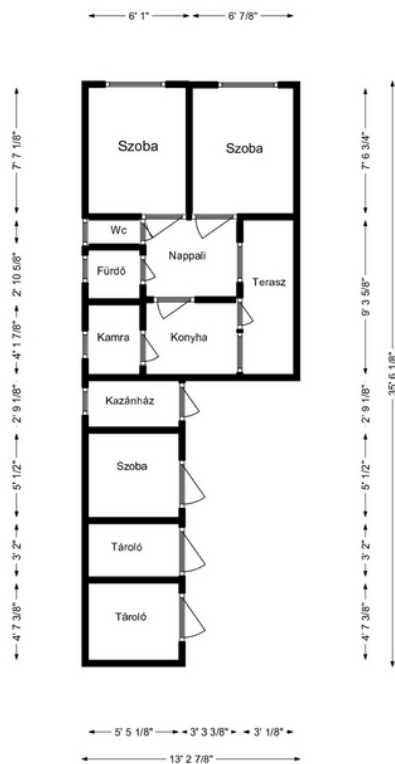 6' 1"
6' 7/8"
7' 7 1/8"
7' 6 3/4"
Szoba
Szoba
Wc
Nappali
Fürdő
Terasz
2' 10 5/8"
9' 3 5/8"
Kamra
Konyha
4' 1 7/8"
35' 6 1/8"
Kazánház
2' 9 1/8"
2' 9 1/8"
Szoba
5' 1/2"
5' 1/2"
Tároló
3' 2"
3' 2"
Tároló
4' 7 3/8"
4' 7 3/8"
5' 5 1/8"
3' 3 3/8"
3' 1/8"
13' 2 7/8"